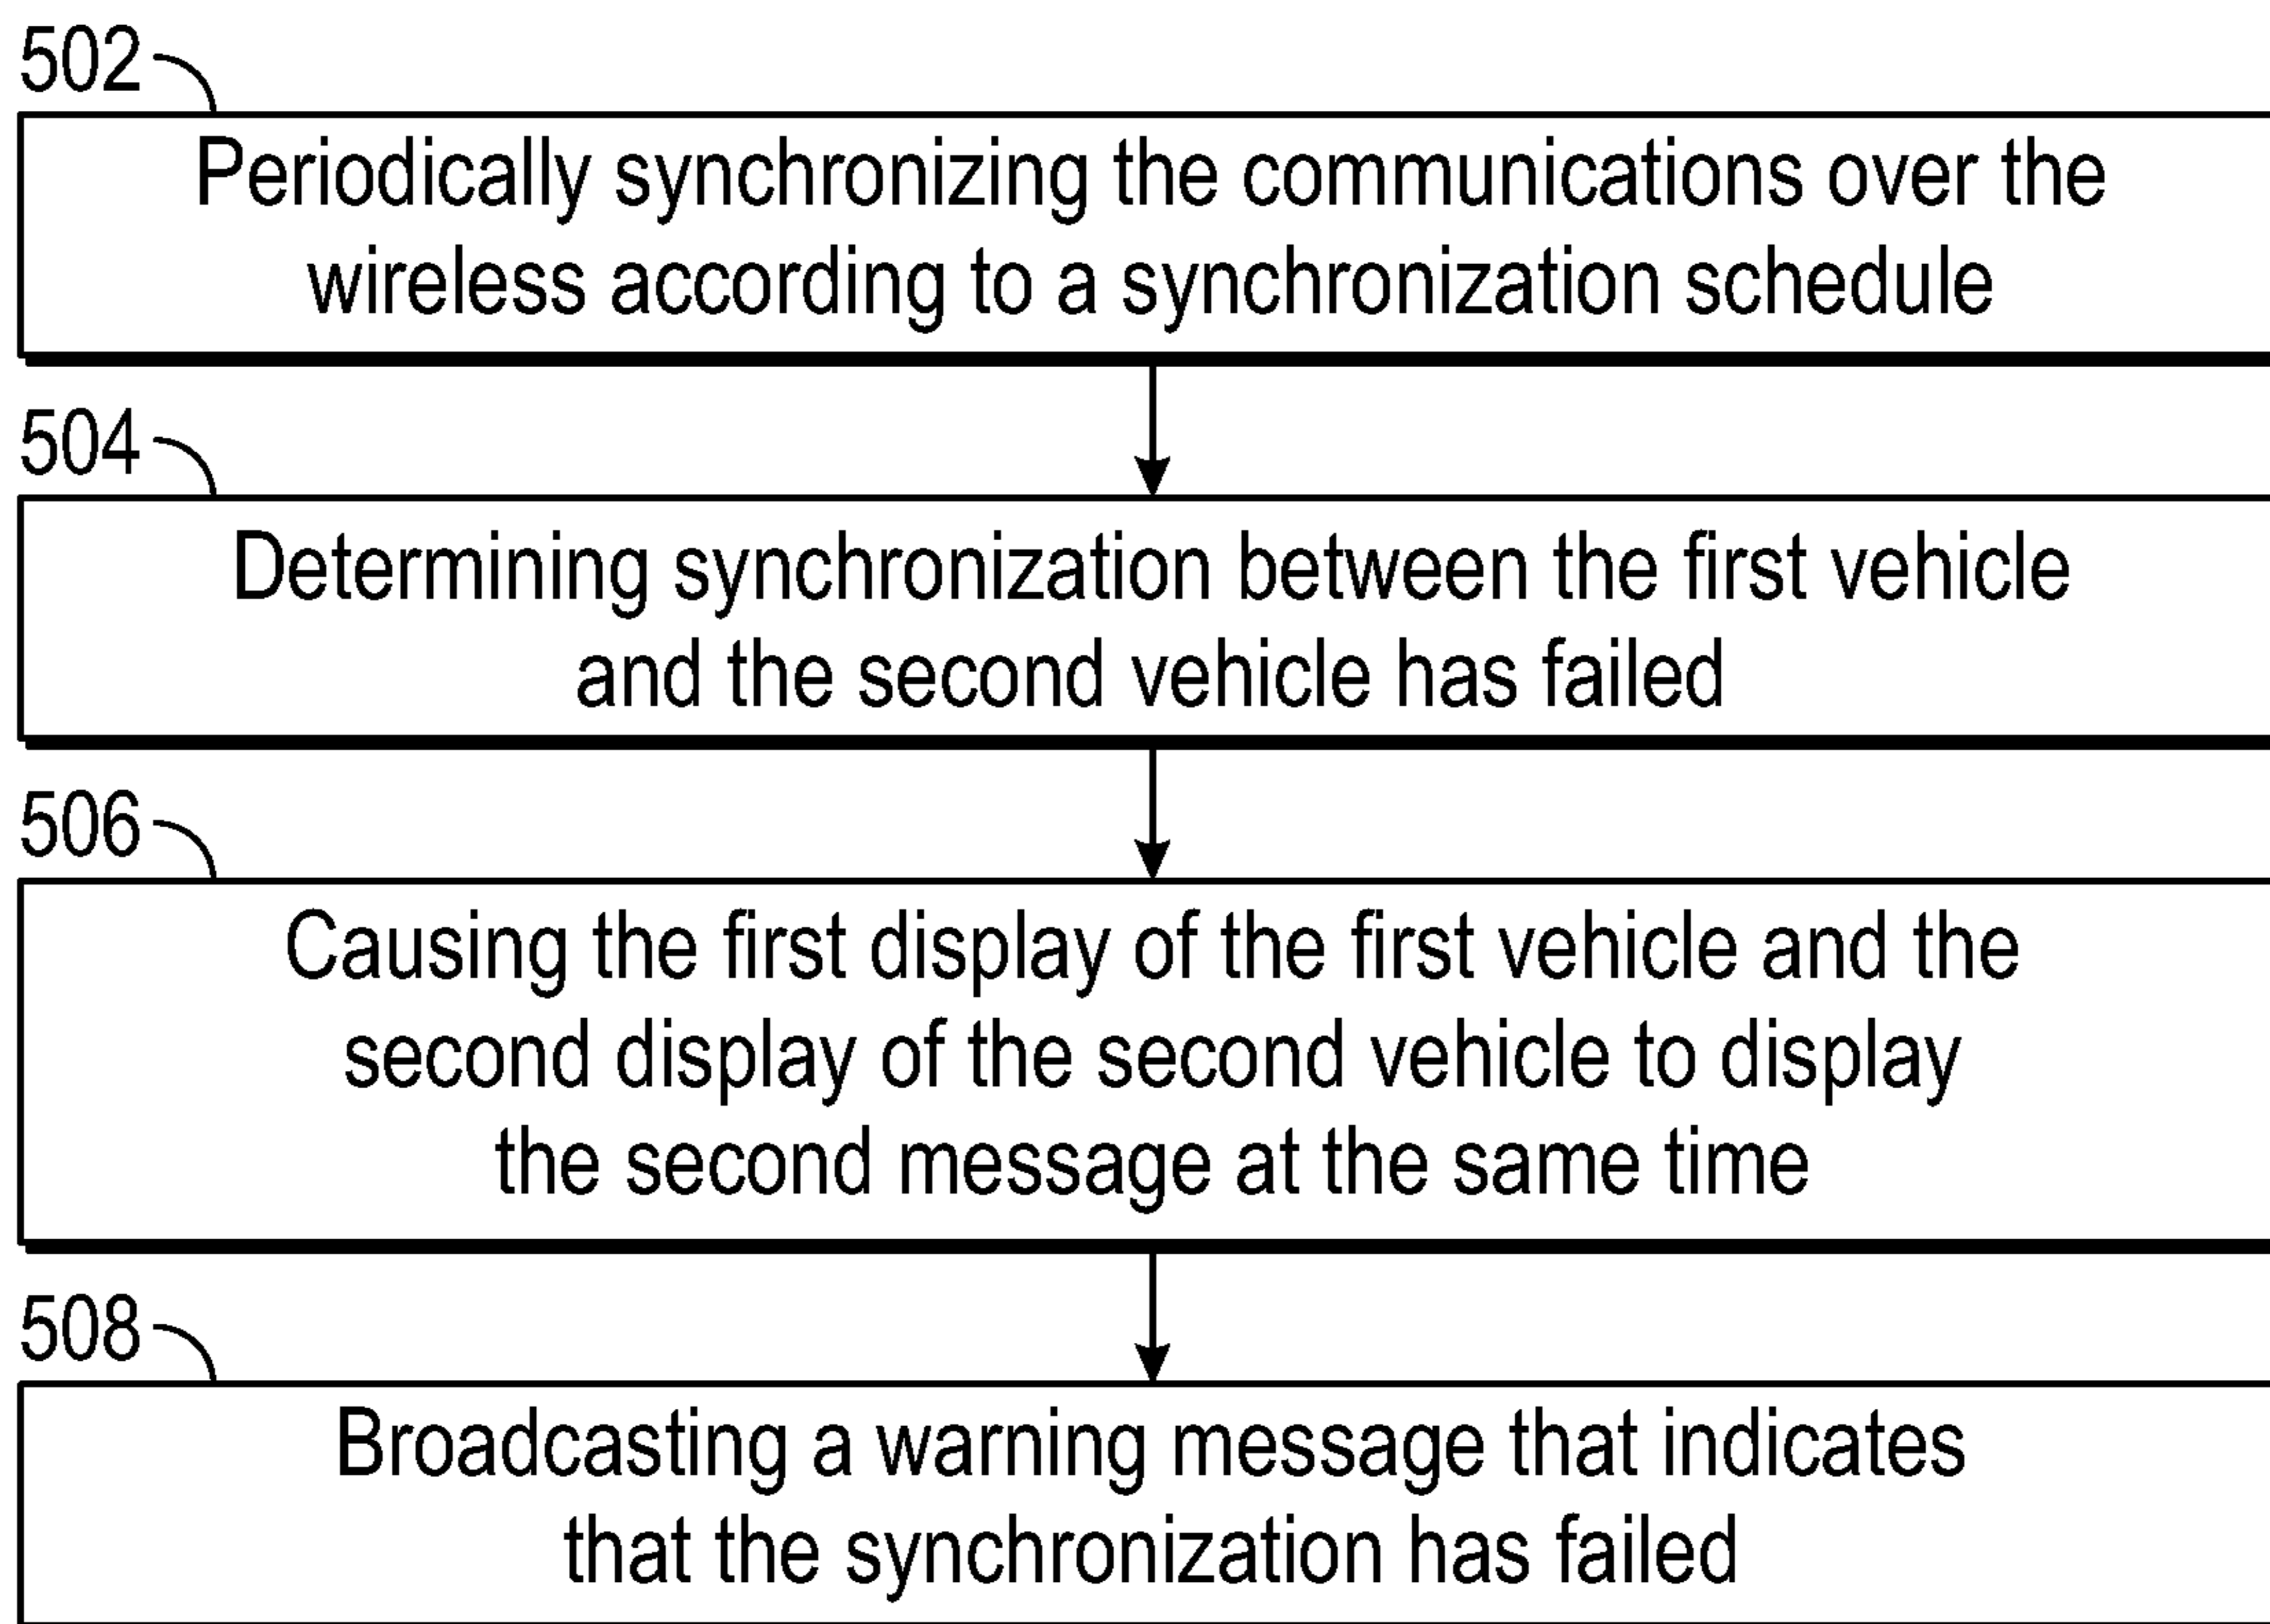 502
Periodically synchronizing the communications over the
wireless according to a synchronization schedule
504
Determining synchronization between the first vehicle
and the second vehicle has failed
506
Causing the first display of the first vehicle and the
second display of the second vehicle to display
the second message at the same time
508
Broadcasting a warning message that indicates
that the synchronization has failed